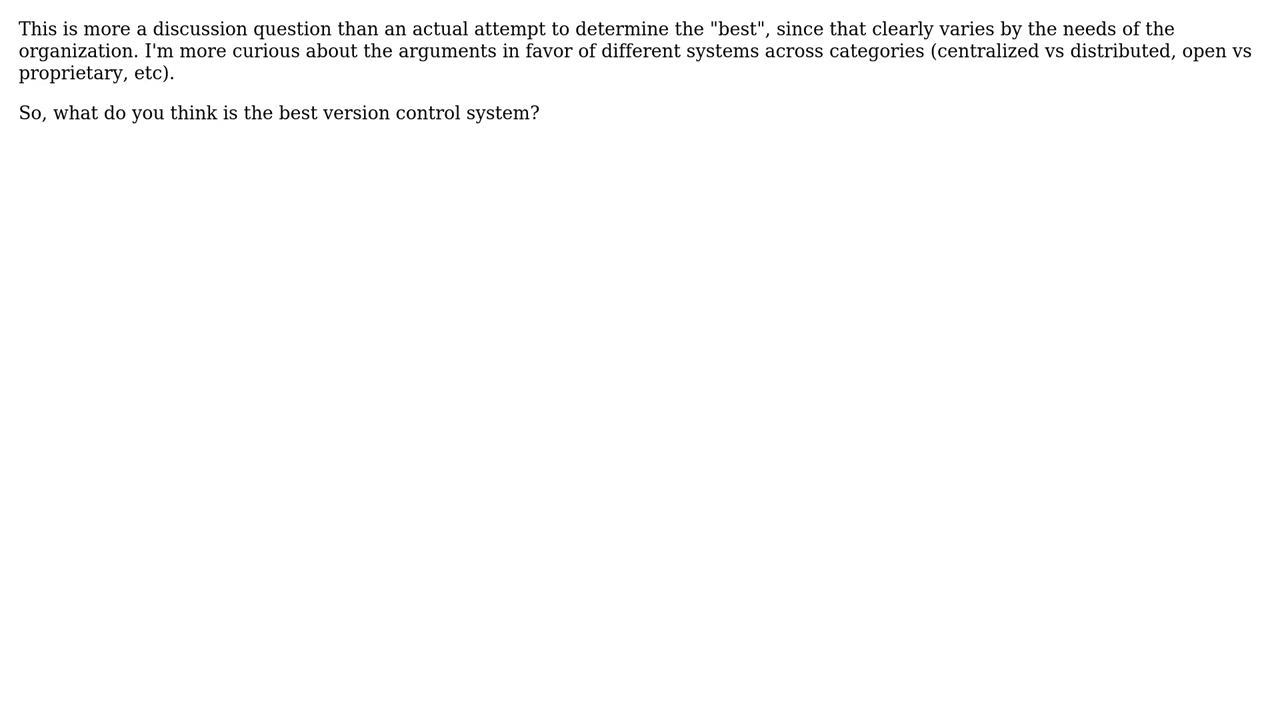 This is more a discussion question than an actual attempt to determine the "best", since that clearly varies by the needs of the
organization. I'm more curious about the arguments in favor of different systems across categories (centralized vs distributed, open vs
proprietary, etc).
So, what do you think is the best version control system?